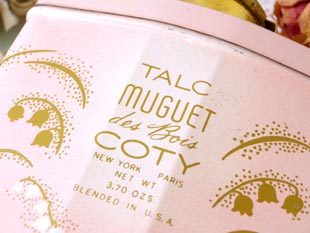 TALC
MUGUET
des Bois
COTY
NEW YORK PARIS
NET WT.
3.70 OZS.
BLENDED IN U.S.A.